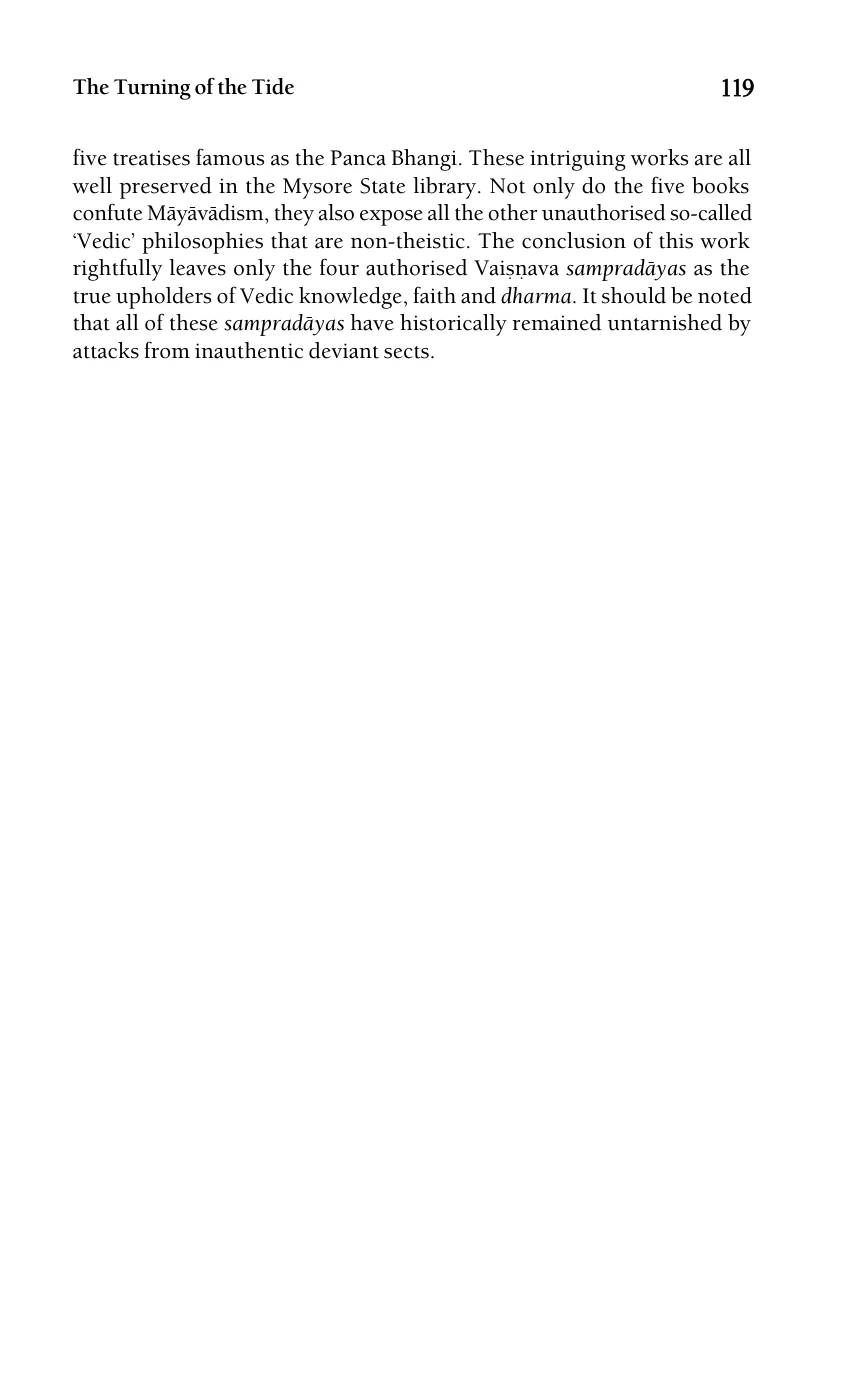 The Turning of the Tide 119
five treatises famous as the Panca Bhangi. These intriguing works are all
well preserved in the Mysore State library. Not only do the five books
confute Māyāvādism, they also expose all the other unauthorised so-called
‘Vedic’ philosophies that are non-theistic. The conclusion of this work
rightfully leaves only the four authorised Vaiṣṇava sampradāyas as the
true upholders of Vedic knowledge, faith and dharma. It should be noted
that all of these sampradāyas have historically remained untarnished by
attacks from inauthentic deviant sects.